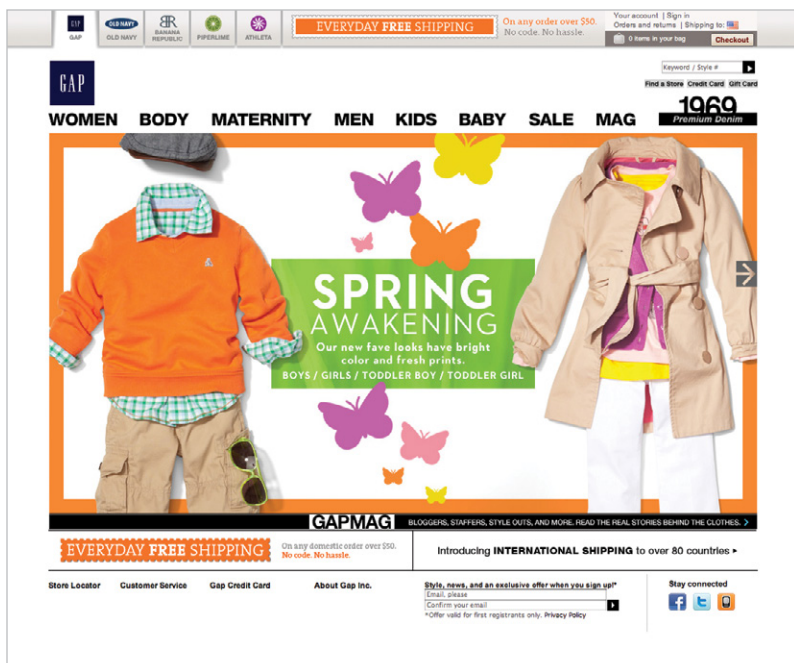 GAP
GAP
OLD NAVY
OLD NAVY
BR
BANANA
REPUBLIC
PIPERLIME
ATHLETA
EVERYDAY FREE SHIPPING
On any order over $50.
No code. No hassle.
Your account | Sign in
Orders and returns | Shipping to:
0 items in your bag
Checkout
GAP
Keyword / Style #
Find a Store Credit Card Gift Card
1969
Premium Denim
WOMEN BODY MATERNITY MEN KIDS BABY SALE MAG
SPRING
AWAKENING
Our new fave looks have bright
color and fresh prints.
BOYS / GIRLS / TODDLER BOY / TODDLER GIRL
GAPMAG
BLOGGERS, STAFFERS, STYLE OUTS, AND MORE. READ THE REAL STORIES BEHIND THE CLOTHES.
EVERYDAY FREE SHIPPING
On any domestic order over $50.
No code. No hassle.
Introducing INTERNATIONAL SHIPPING to over 80 countries
Store Locator Customer Service Gap Credit Card About Gap Inc.
Style, news, and an exclusive offer when you sign up!*
Email, please
Confirm your email
*Offer valid for first registrants only. Privacy Policy
Stay connected
f
t